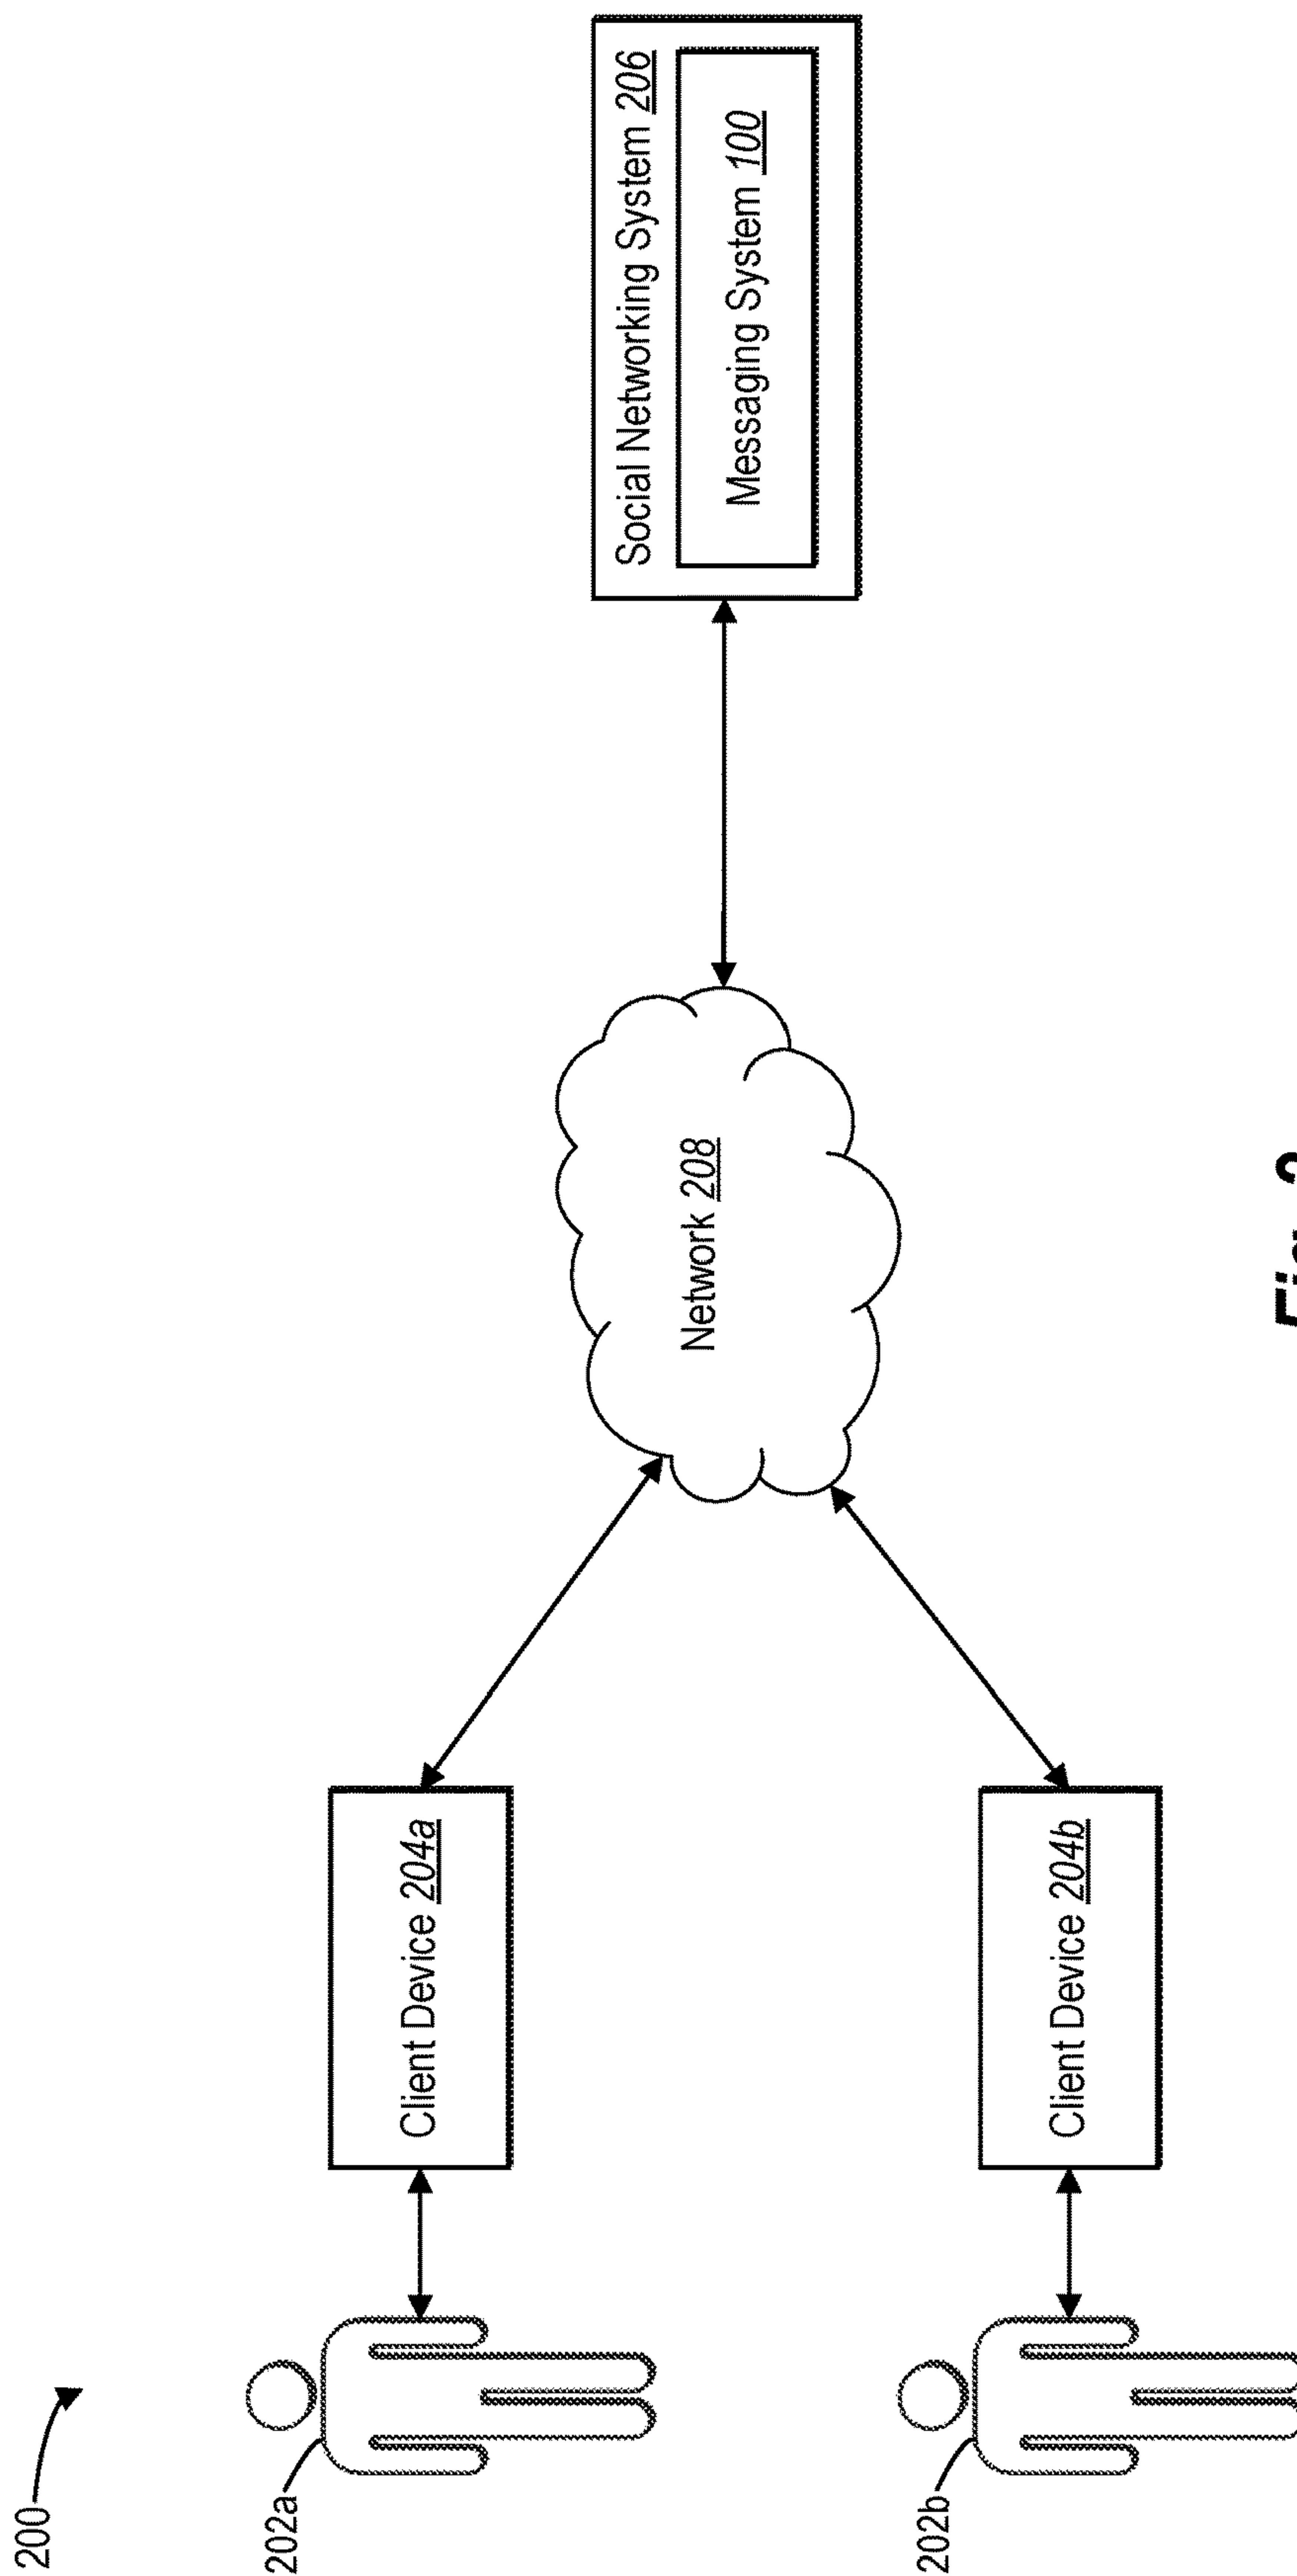 200
202a
Client Device 204a
Social Networking System 206
Messaging System 100
Network 208
202b
Client Device 204b